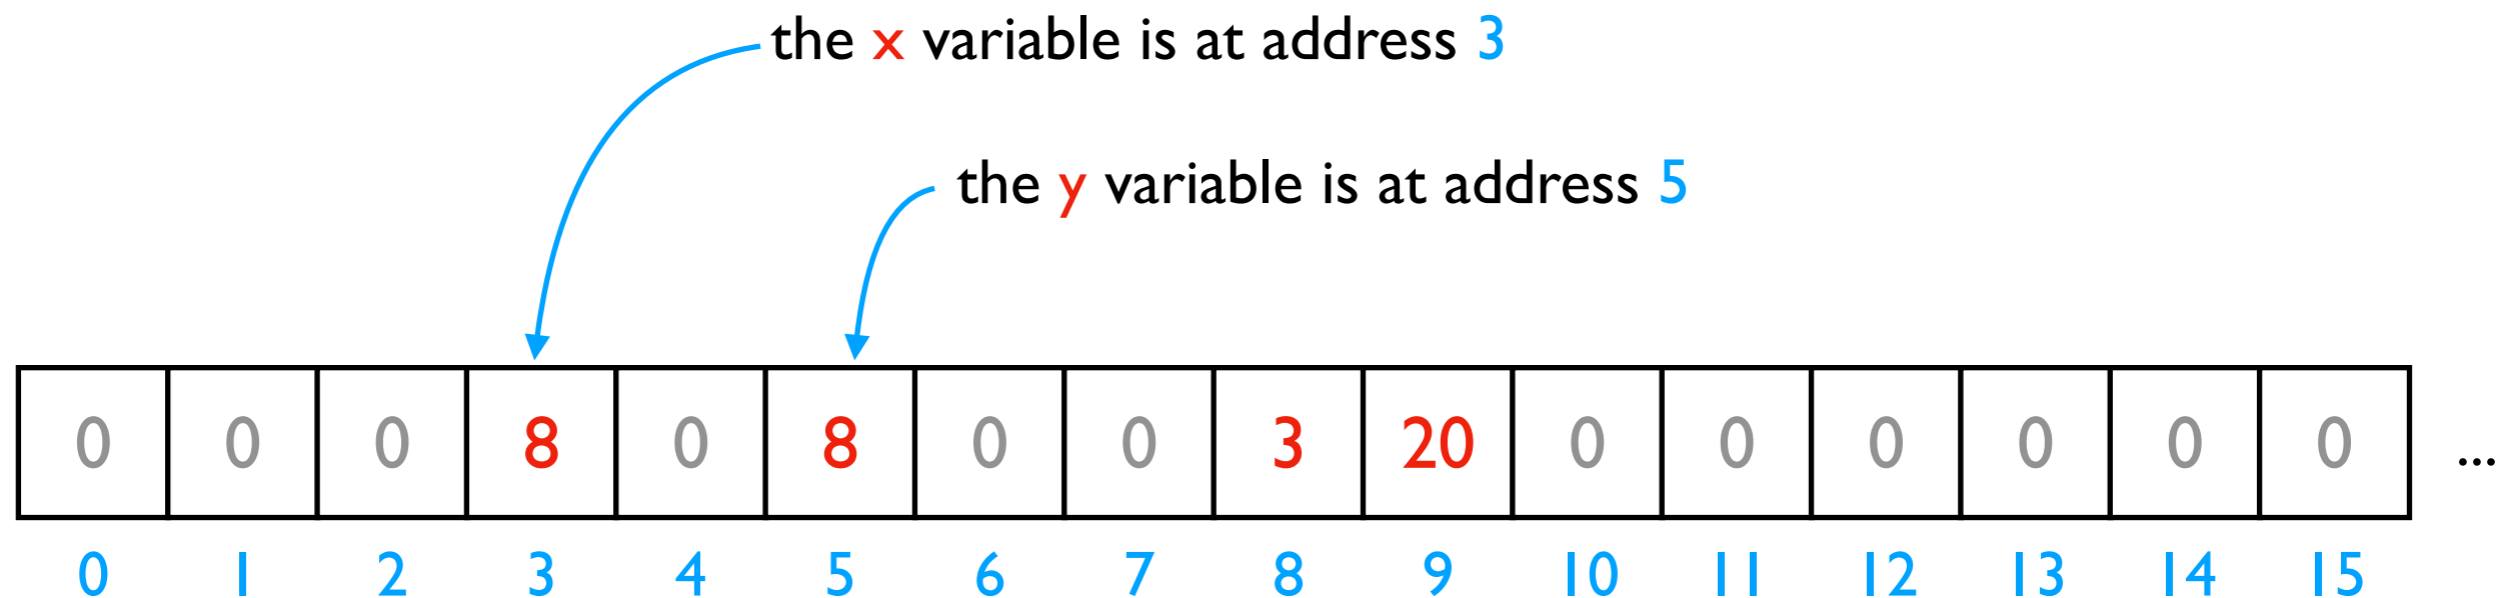 the x variable is at address 3
the y variable is at address 5
0 0 0 8 0 8 0 0 3 20 0 0 0 0 0 0 ...
0 1 2 3 4 5 6 7 8 9 10 11 12 13 14 15